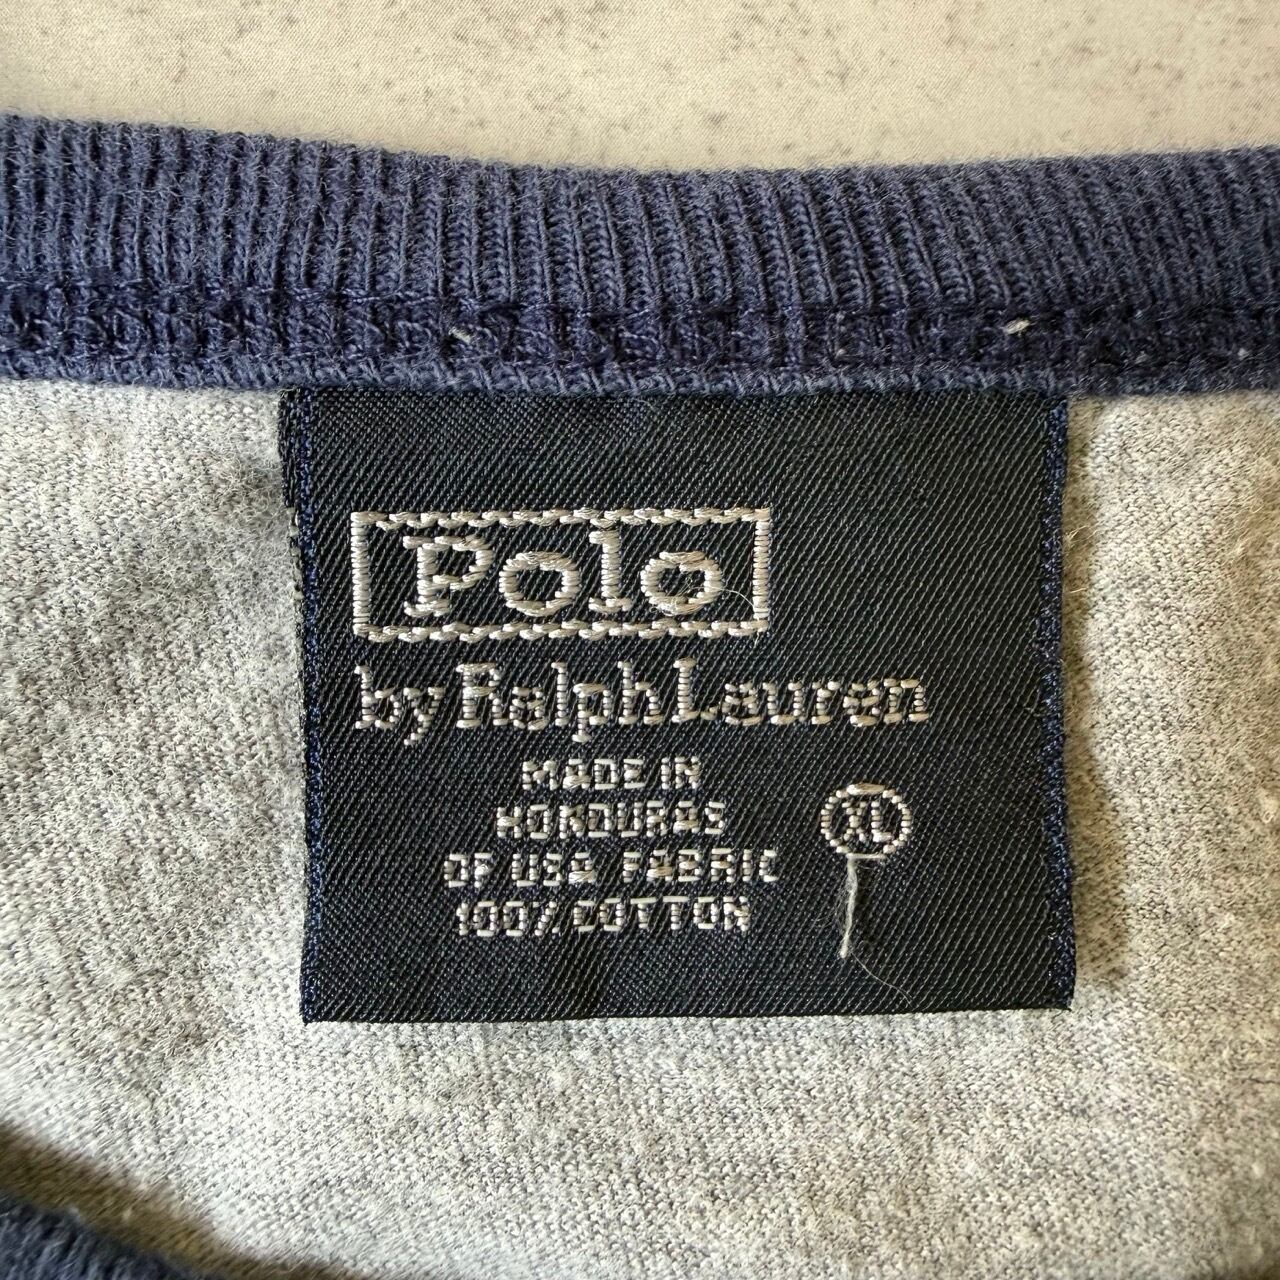 Polo
by Ralph Lauren
MADE IN
HONDURAS
OF USA FABRIC
100% COTTON
XL